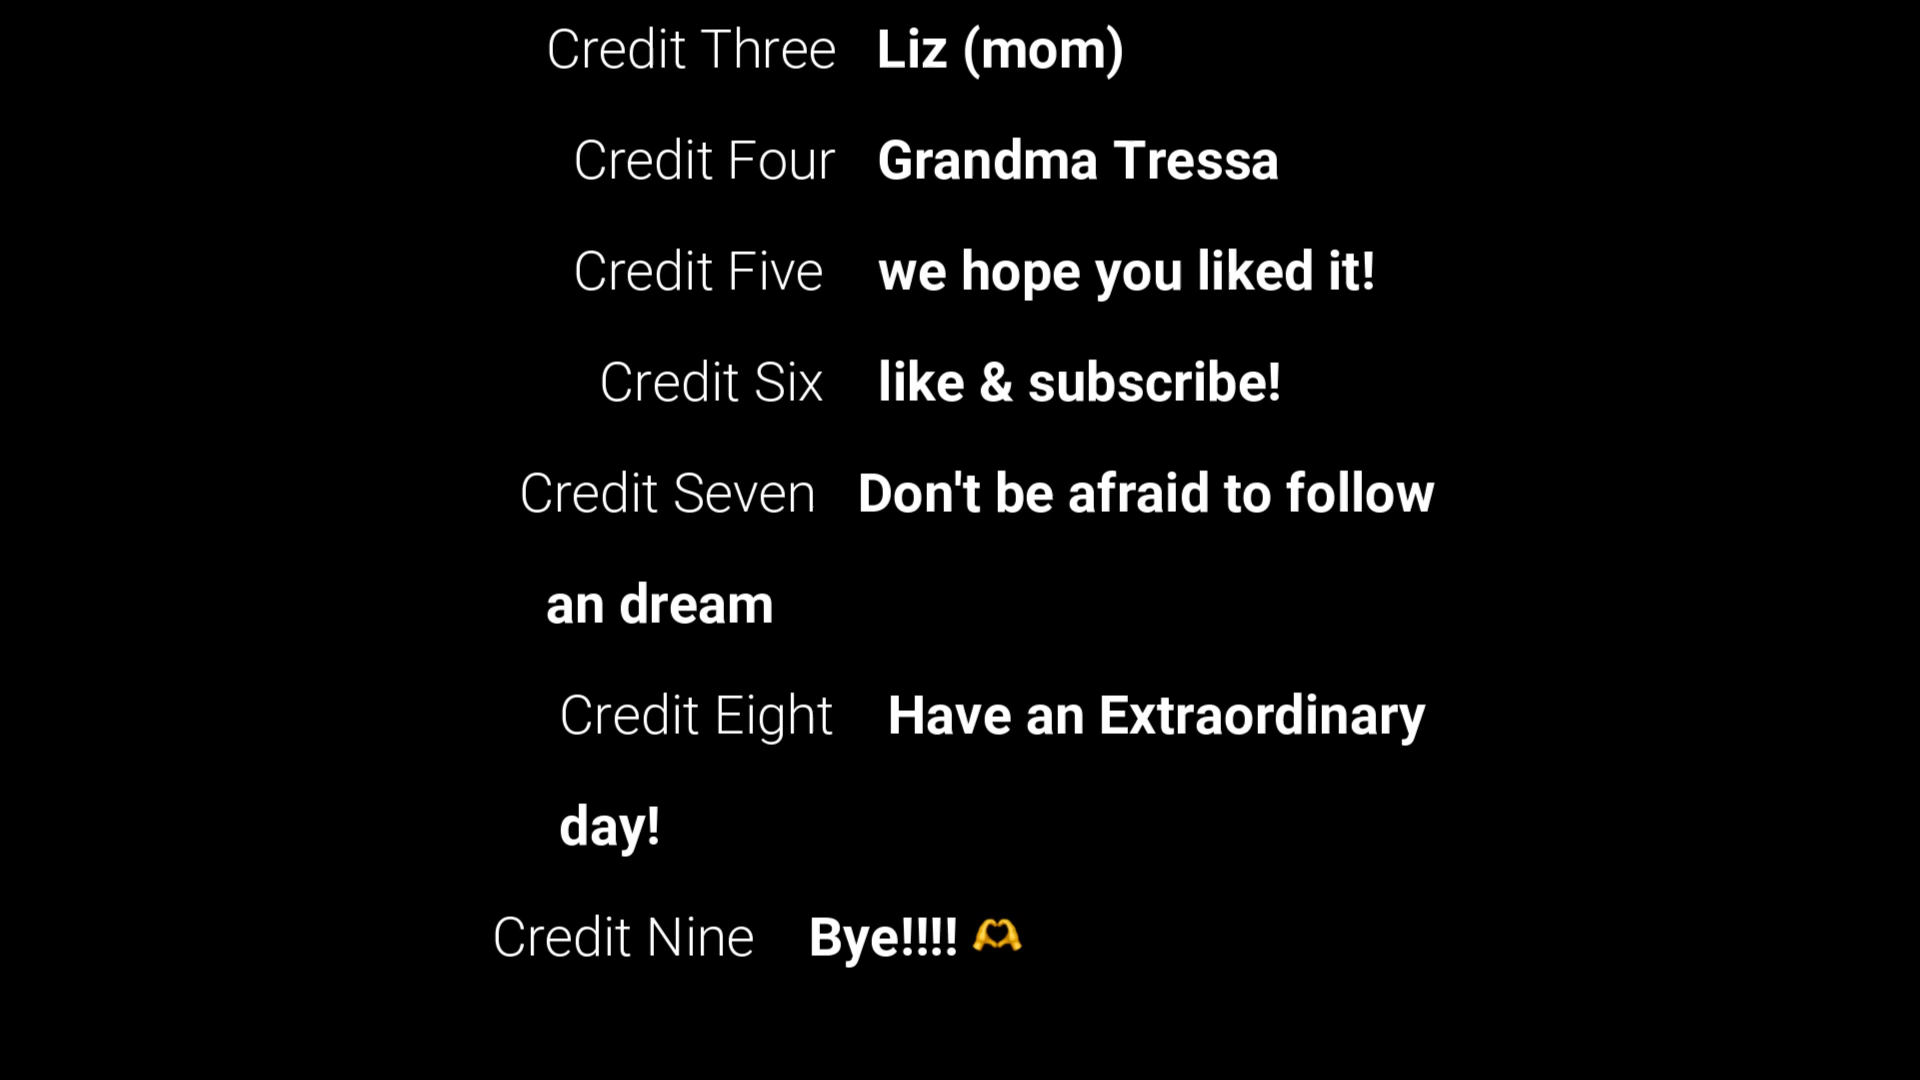 Credit Three Liz (mom)
Credit Four Grandma Tressa
Credit Five we hope you liked it!
Credit Six like & subscribe!
Credit Seven Don't be afraid to follow
an dream
Credit Eight Have an Extraordinary
day!
Credit Nine Bye!!!! 🫶